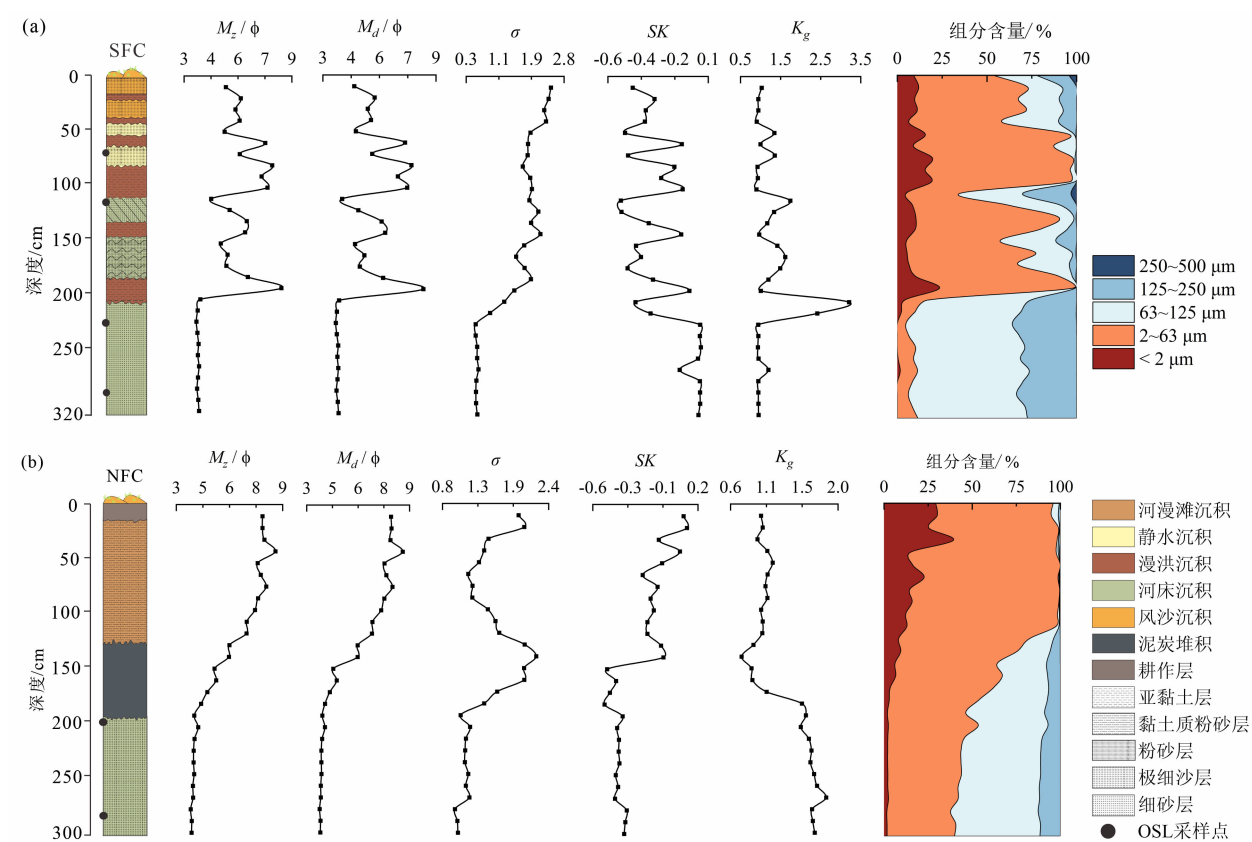 (a)
SFC
M_z / ϕ
M_d / ϕ
σ
SK
K_g
组分含量/ %
3 4 6 7 9
3 4 6 7 9
0.3 1.1 1.9 2.8
-0.6 -0.4 -0.2 0.1
0.5 1.5 2.5 3.5
0 25 50 75 100
0
50
100
150
200
250
320
深度/cm
250~500 μm
125~250 μm
63~125 μm
2~63 μm
< 2 μm
(b)
NFC
M_z / ϕ
M_d / ϕ
σ
SK
K_g
组分含量/ %
3 5 6 8 9
3 5 6 8 9
0.8 1.3 1.9 2.4
-0.6 -0.3 -0.1 0.2
0.6 1.1 1.5 2.0
0 25 50 75 100
0
50
100
150
200
250
300
深度/cm
河漫滩沉积
静水沉积
漫洪沉积
河床沉积
风沙沉积
泥炭堆积
耕作层
亚黏土层
黏土质粉砂层
粉砂层
极细沙层
细砂层
OSL采样点